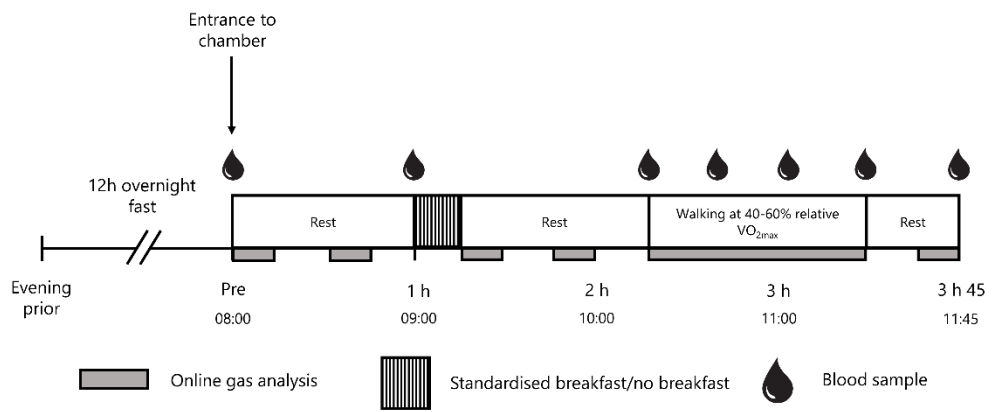 Entrance to
chamber
12h overnight
fast
Rest
Rest
Walking at 40-60% relative
VO2max
Rest
Evening
prior
Pre
1 h
2 h
3 h
3 h 45
08:00
09:00
10:00
11:00
11:45
Online gas analysis
Standardised breakfast/no breakfast
Blood sample